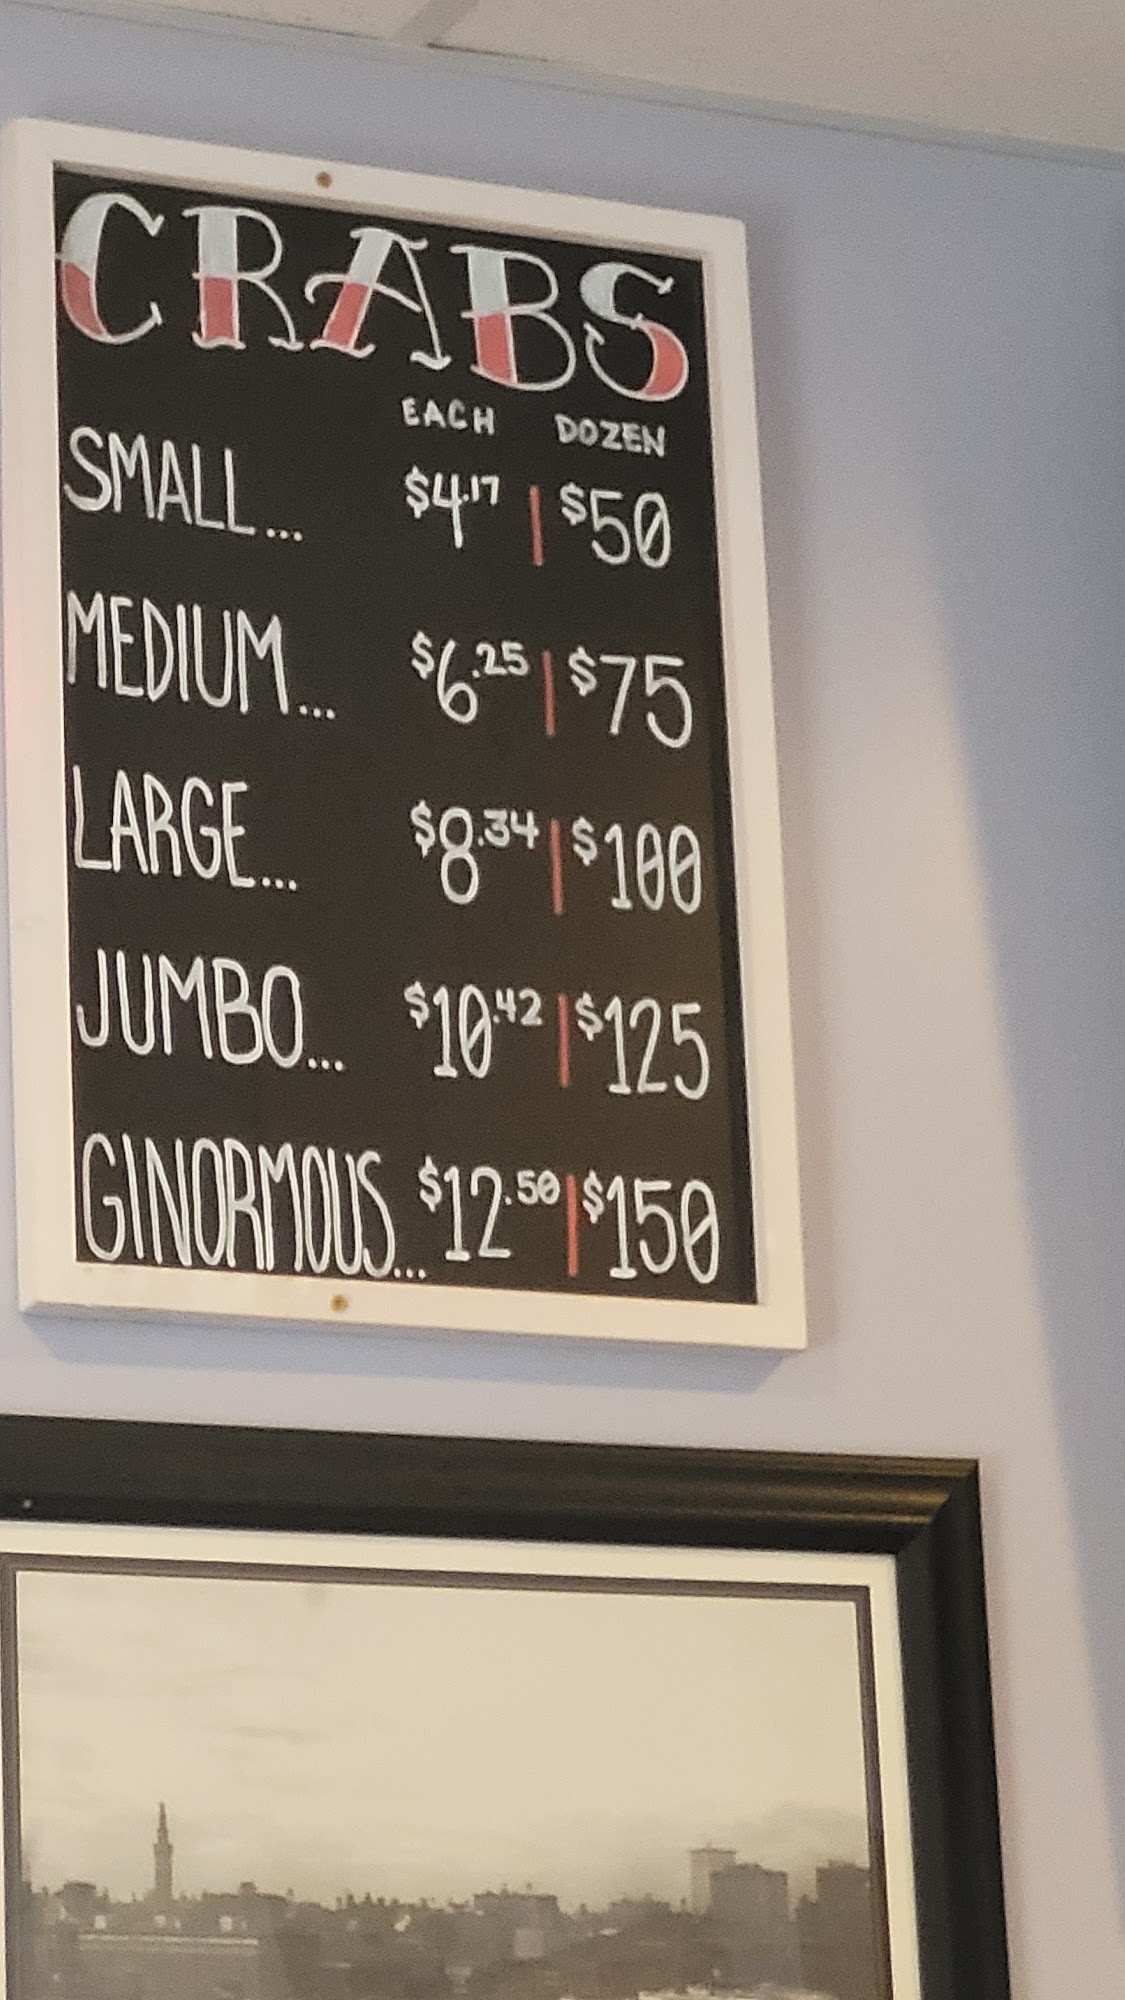 CRABS
EACH DOZEN
SMALL... $4.17 | $50
MEDIUM... $6.25 | $75
LARGE... $8.34 | $100
JUMBO... $10.42 | $125
GINORMOUS... $12.50 | $150